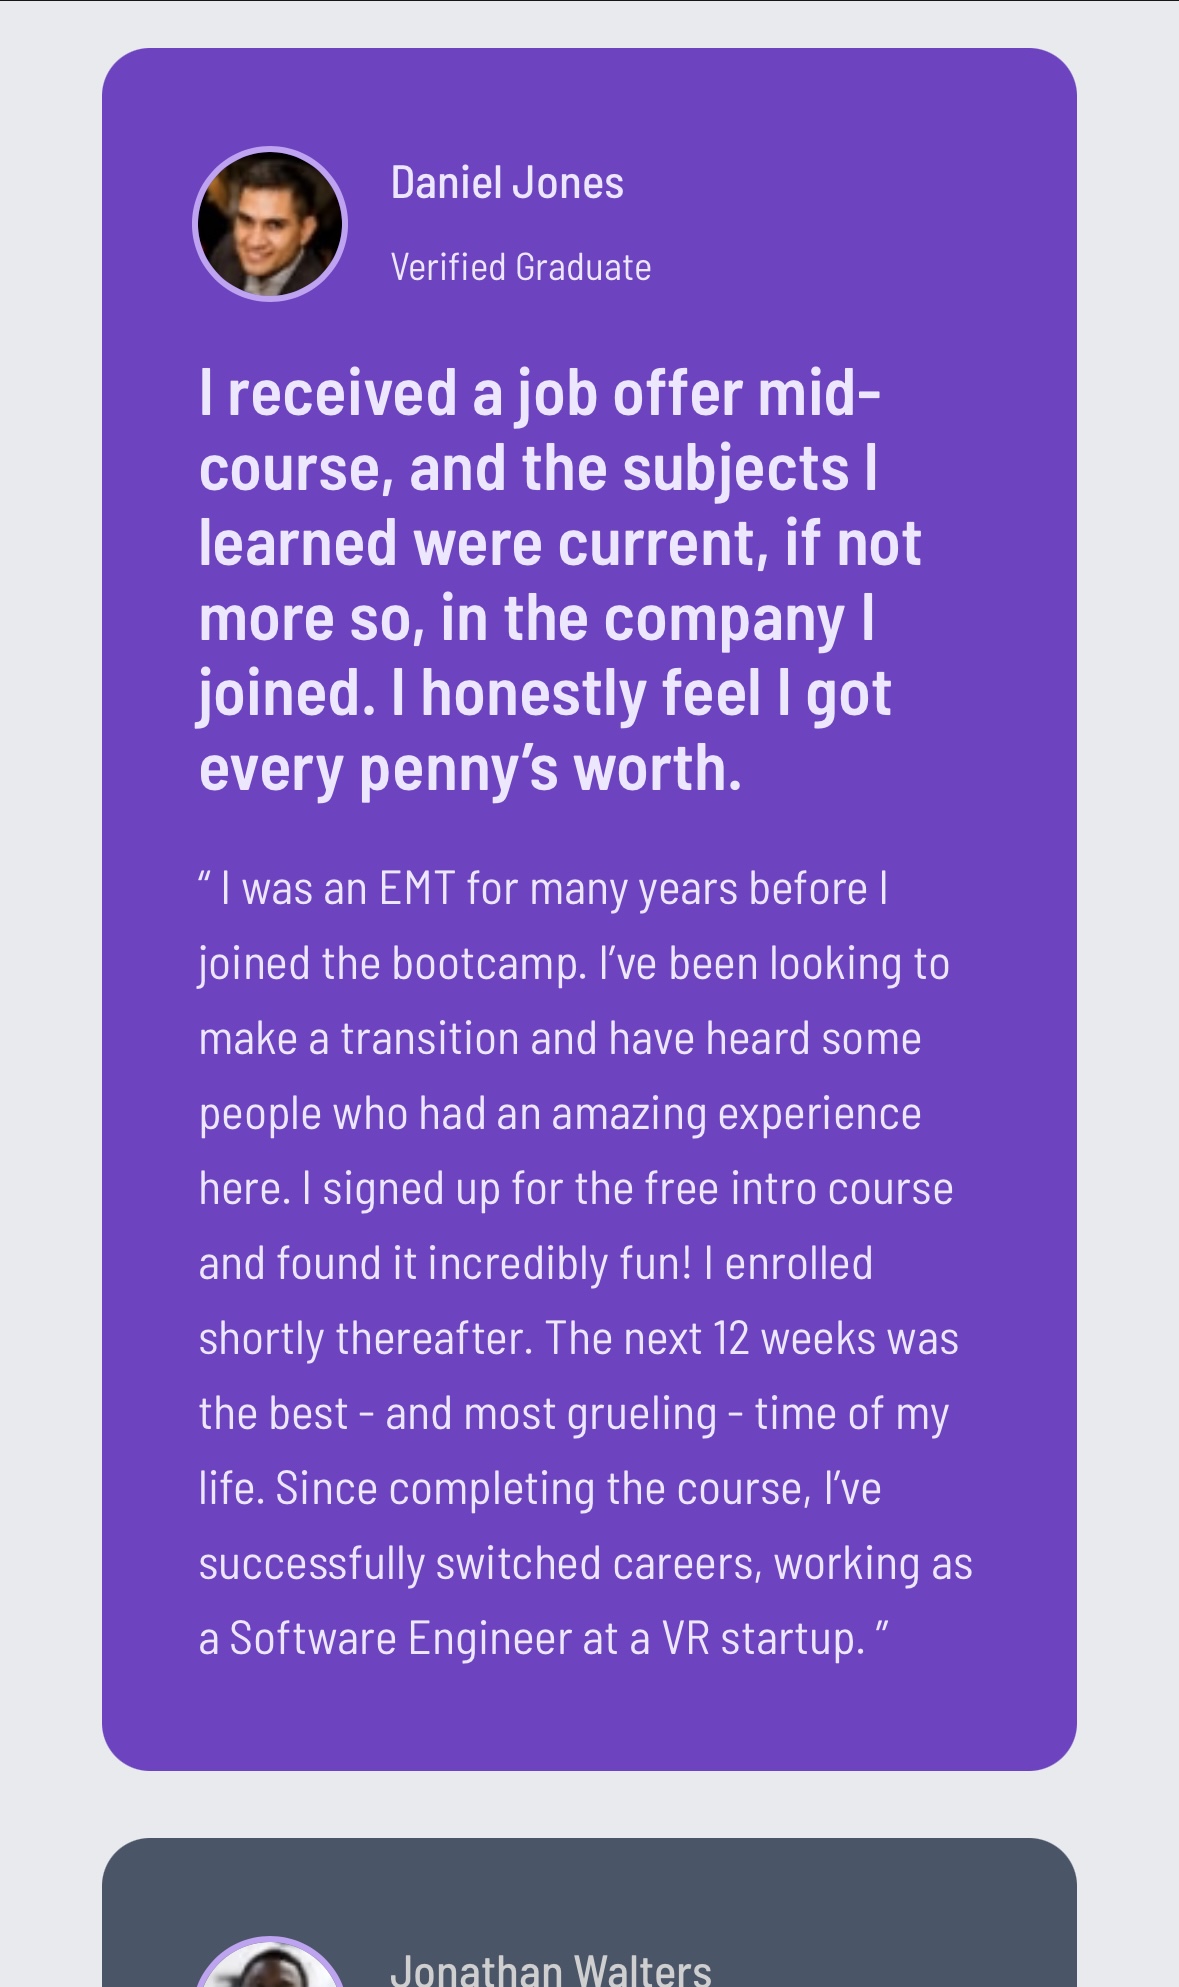 Daniel Jones
Verified Graduate
I received a job offer mid-
course, and the subjects I
learned were current, if not
more so, in the company I
joined. I honestly feel I got
every penny’s worth.
“ I was an EMT for many years before I
joined the bootcamp. I’ve been looking to
make a transition and have heard some
people who had an amazing experience
here. I signed up for the free intro course
and found it incredibly fun! I enrolled
shortly thereafter. The next 12 weeks was
the best - and most grueling - time of my
life. Since completing the course, I’ve
successfully switched careers, working as
a Software Engineer at a VR startup. ”
Jonathan Walters